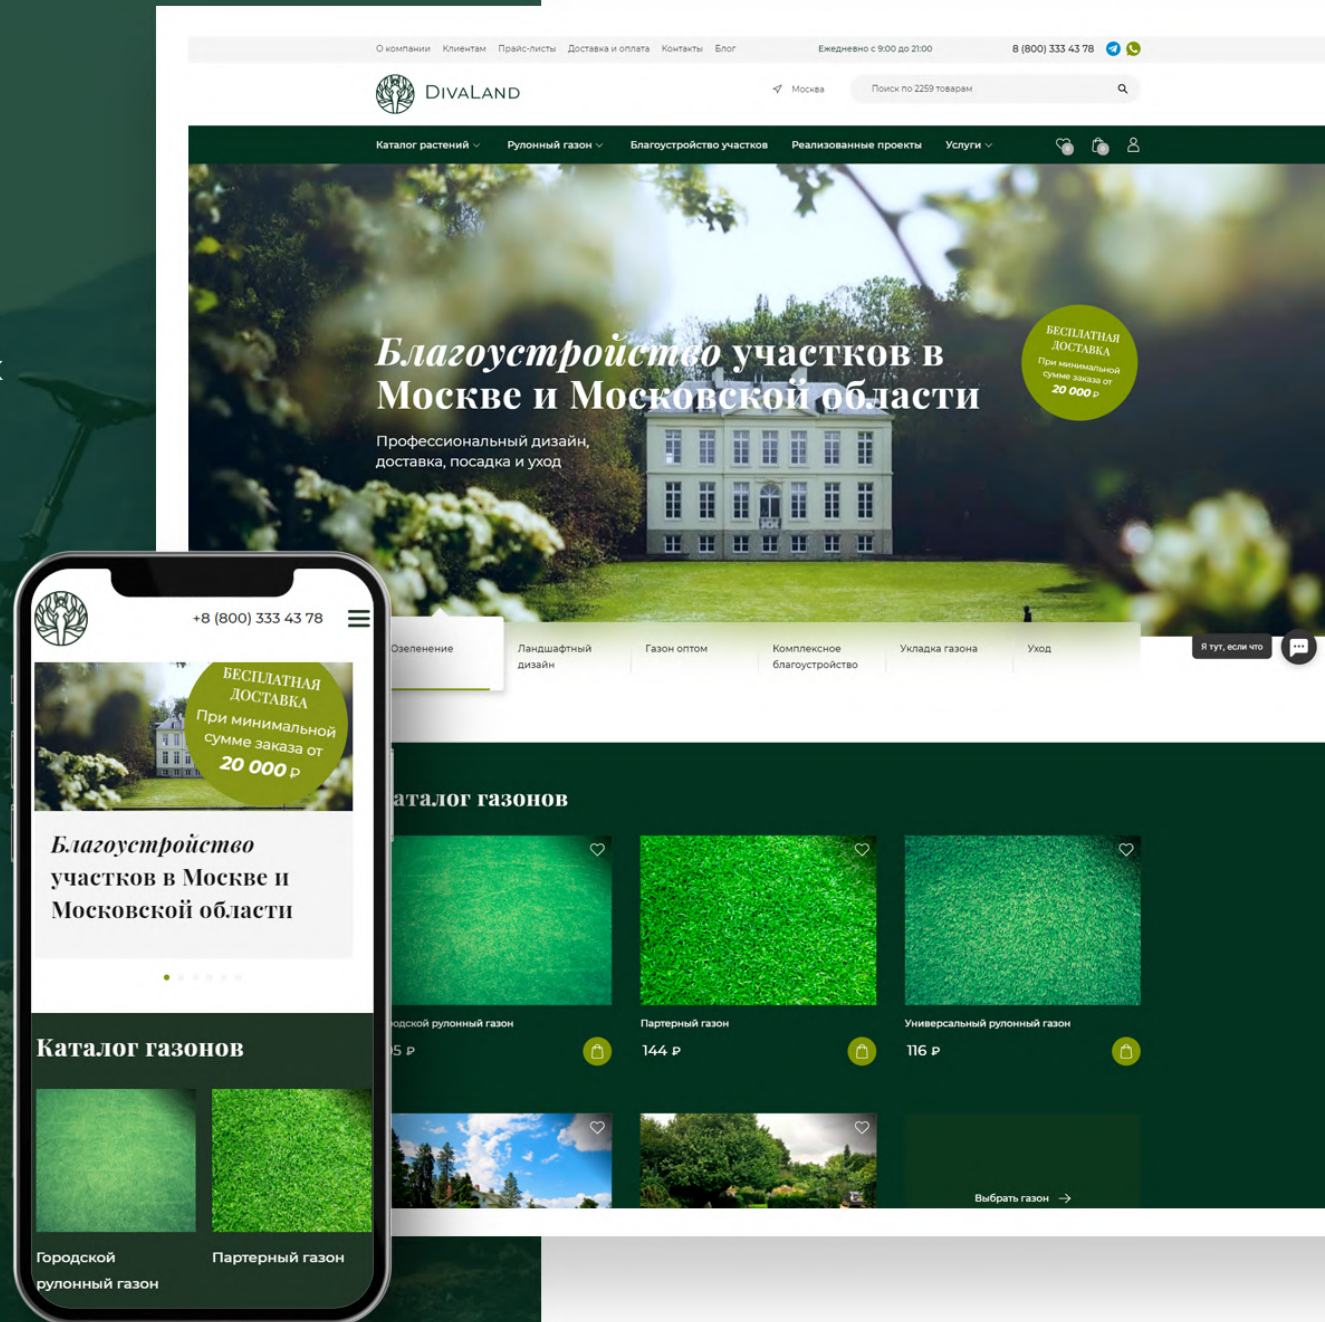 О компании Клиентам Прайс-листы Доставка и оплата Контакты Блог Ежедневно с 9:00 до 21:00 8 (800) 333 43 78
DIVALAND Москва Поиск по 2259 товарам
Каталог растений Рулонный газон Благоустройство участков Реализованные проекты Услуги
0 0
Благоустройство участков в
Москве и Московской области
Профессиональный дизайн,
доставка, посадка и уход
БЕСПЛАТНАЯ
ДОСТАВКА
При минимальной
сумме заказа от
20 000 ₽
Озеленение
Ландшафтный
дизайн
Газон оптом
Комплексное
благоустройство
Укладка газона
Уход
Я тут, если что
аталог газонов
одской рулонный газон
5 ₽
Партерный газон
144 ₽
Универсальный рулонный газон
116 ₽
Выбрать газон →
+8 (800) 333 43 78
БЕСПЛАТНАЯ
ДОСТАВКА
При минимальной
сумме заказа от
20 000 ₽
Благоустройство
участков в Москве и
Московской области
Каталог газонов
Городской
рулонный газон
Партерный газон